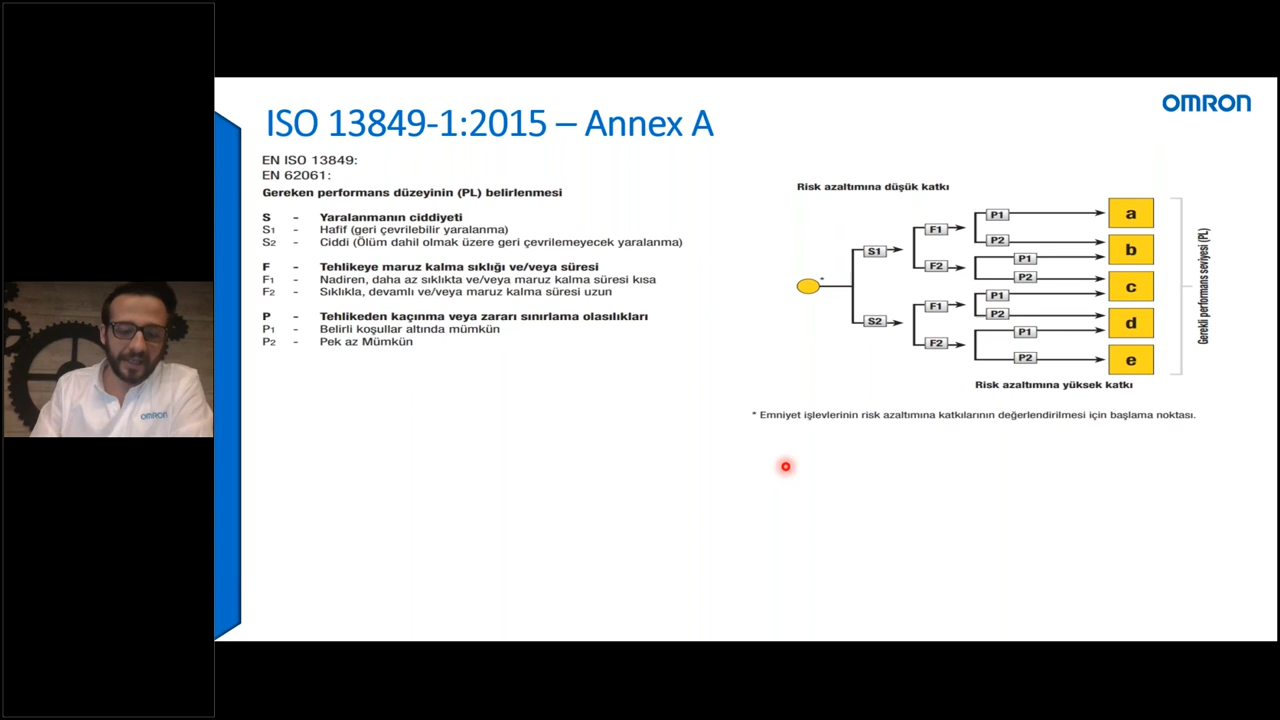 ISO 13849-1:2015 – Annex A
OMRON
EN ISO 13849:
EN 62061:
Gereken performans düzeyinin (PL) belirlenmesi
S - Yaralanmanın ciddiyeti
S1 - Hafif (geri çevrilebilir yaralanma)
S2 - Ciddi (Ölüm dahil olmak üzere geri çevrilemeyecek yaralanma)
F - Tehlikeye maruz kalma sıklığı ve/veya süresi
F1 - Nadiren, daha az sıklıkta ve/veya maruz kalma süresi kısa
F2 - Sıklıkla, devamlı ve/veya maruz kalma süresi uzun
P - Tehlikeden kaçınma veya zararı sınırlama olasılıkları
P1 - Belirli koşullar altında mümkün
P2 - Pek az Mümkün
Risk azaltımına düşük katkı
P1
a
F1
P2
b
S1
P1
F2
P2
c
*
P1
F1
P2
d
S2
P1
F2
P2
e
Gerekli performans seviyesi (PL)
Risk azaltımına yüksek katkı
* Emniyet işlevlerinin risk azaltımına katkılarının değerlendirilmesi için başlama noktası.
OMRON